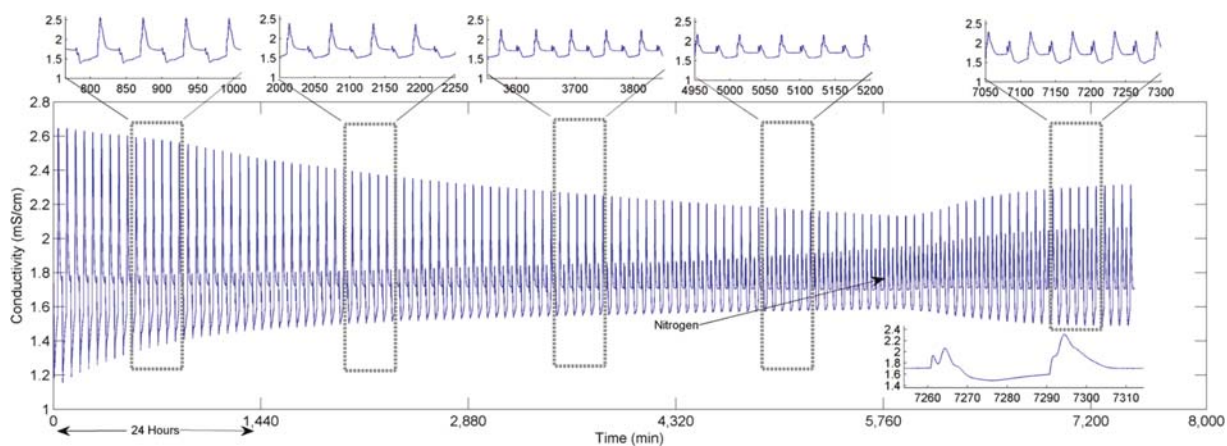 2.5
2
1.5
800 850 900 950 1000
2.5
2
1.5
2000 2050 2100 2150 2200 2250
2.5
2
1.5
3600 3700 3800
2.5
2
1.5
4950 5000 5050 5100 5150 5200
2.5
2
1.5
7050 7100 7150 7200 7250 7300
2.8
2.6
2.4
2.2
2
1.8
1.6
1.4
1.2
1
Conductivity (mS/cm)
Nitrogen
2.4
2.2
2.0
1.8
1.6
1.4
7260 7270 7280 7290 7300 7310
0 1,440 2,880 4,320 5,760 7,200 8,000
24 Hours
Time (min)